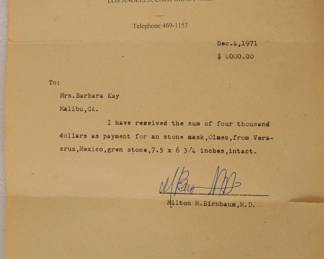 Telephone 469-1157
Dec.4,1971
$ 4000.00
To:
Mrs.Barbara Kay
Malibu,CA.
I have received the sum of four thousand
dollars as payment for an stone mask,Olmec,from Vera-
cruz,Mexico,gren stone,7.5 x 6 3/4 inches,intact.
Milton H.Birnbaum,M.D.